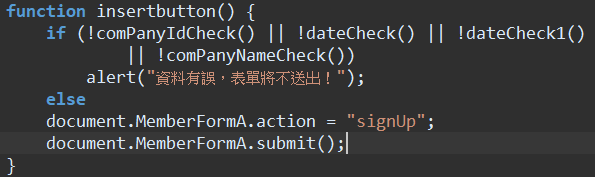 function insertbutton() {
if (!comPanyIdCheck() || !dateCheck() || !dateCheck1()
|| !comPanyNameCheck())
alert("資料有誤，表單將不送出！");
else
document.MemberFormA.action = "signUp";
document.MemberFormA.submit();
}